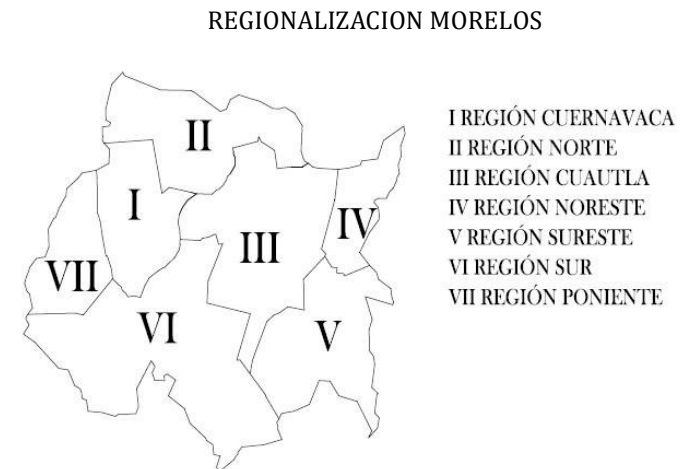 REGIONALIZACION MORELOS
II
I
IV
III
VII
VI
V
I REGIÓN CUERNAVACA
II REGIÓN NORTE
III REGIÓN CUAUTLA
IV REGIÓN NORESTE
V REGIÓN SURESTE
VI REGIÓN SUR
VII REGIÓN PONIENTE